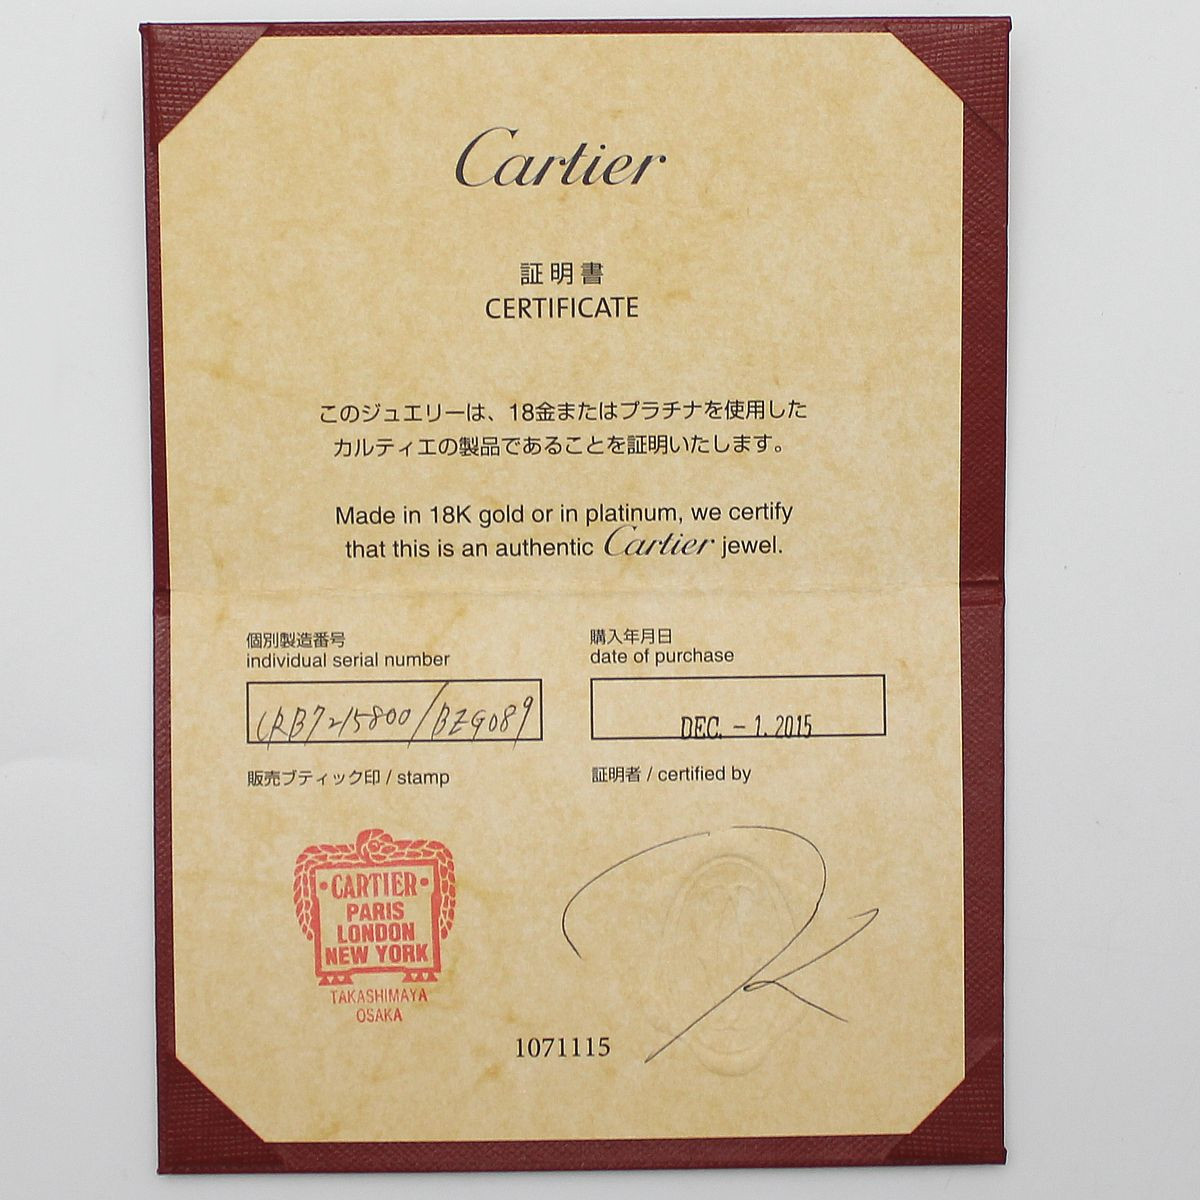 Cartier
証明書
CERTIFICATE
このジュエリーは、18金またはプラチナを使用した
カルティエの製品であることを証明いたします。
Made in 18K gold or in platinum, we certify
that this is an authentic Cartier jewel.
個別製造番号
individual serial number
CRB7215800/BZG089
購入年月日
date of purchase
DEC. -1. 2015
販売ブティック印 / stamp
証明者 / certified by
・CARTIER・
PARIS
LONDON
NEW YORK
TAKASHIMAYA
OSAKA
1071115